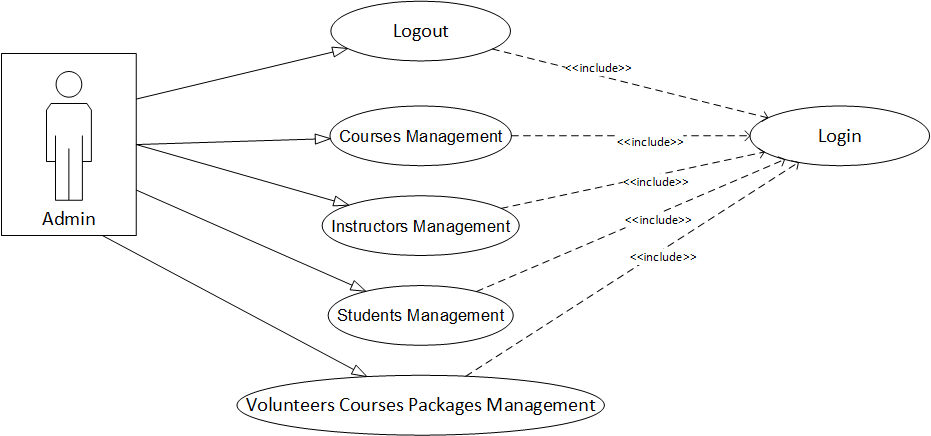 Logout
<<include>>
Courses Management
<<include>>
Login
Admin
Instructors Management
<<include>>
<<include>>
Students Management
<<include>>
Volunteers Courses Packages Management